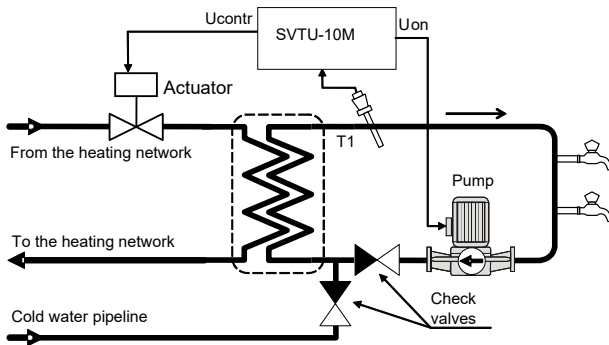 Ucontr
SVTU-10M
Uon
Actuator
From the heating network
T1
Pump
To the heating network
Check
valves
Cold water pipeline